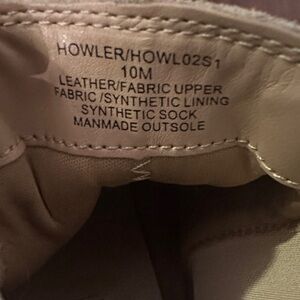 HOWLER/HOWL02S1
10M
LEATHER/FABRIC UPPER
FABRIC /SYNTHETIC LINING
SYNTHETIC SOCK
MANMADE OUTSOLE